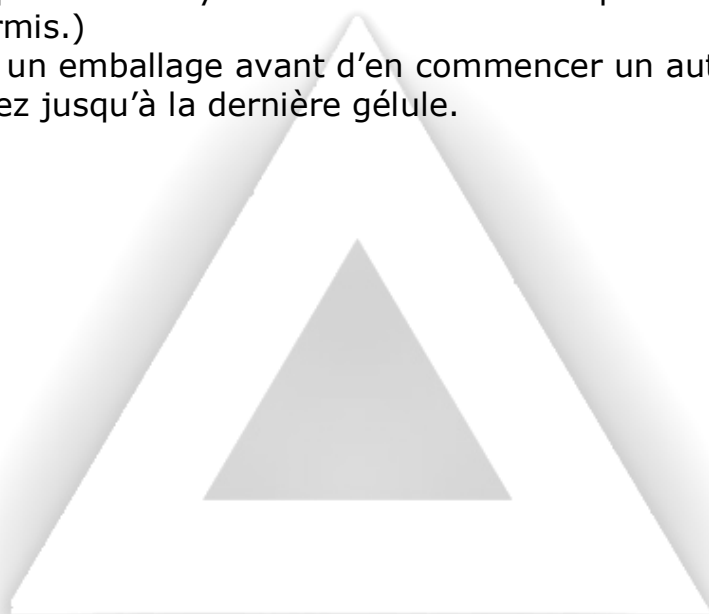 rmis.)
un emballage avant d’en commencer un aut
ez jusqu’à la dernière gélule.